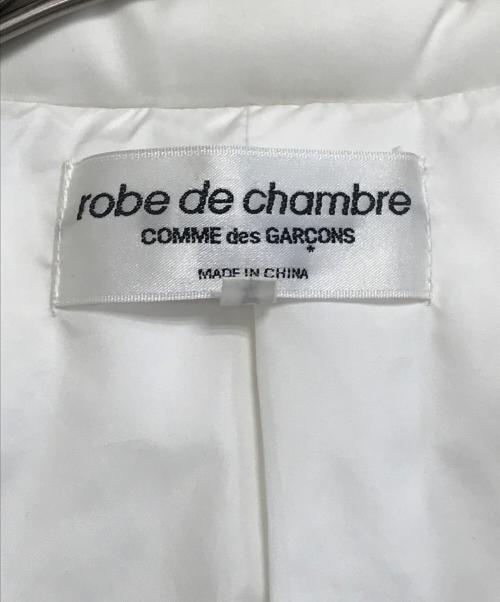 robe de chambre
COMME des GARÇONS
*
MADE IN CHINA